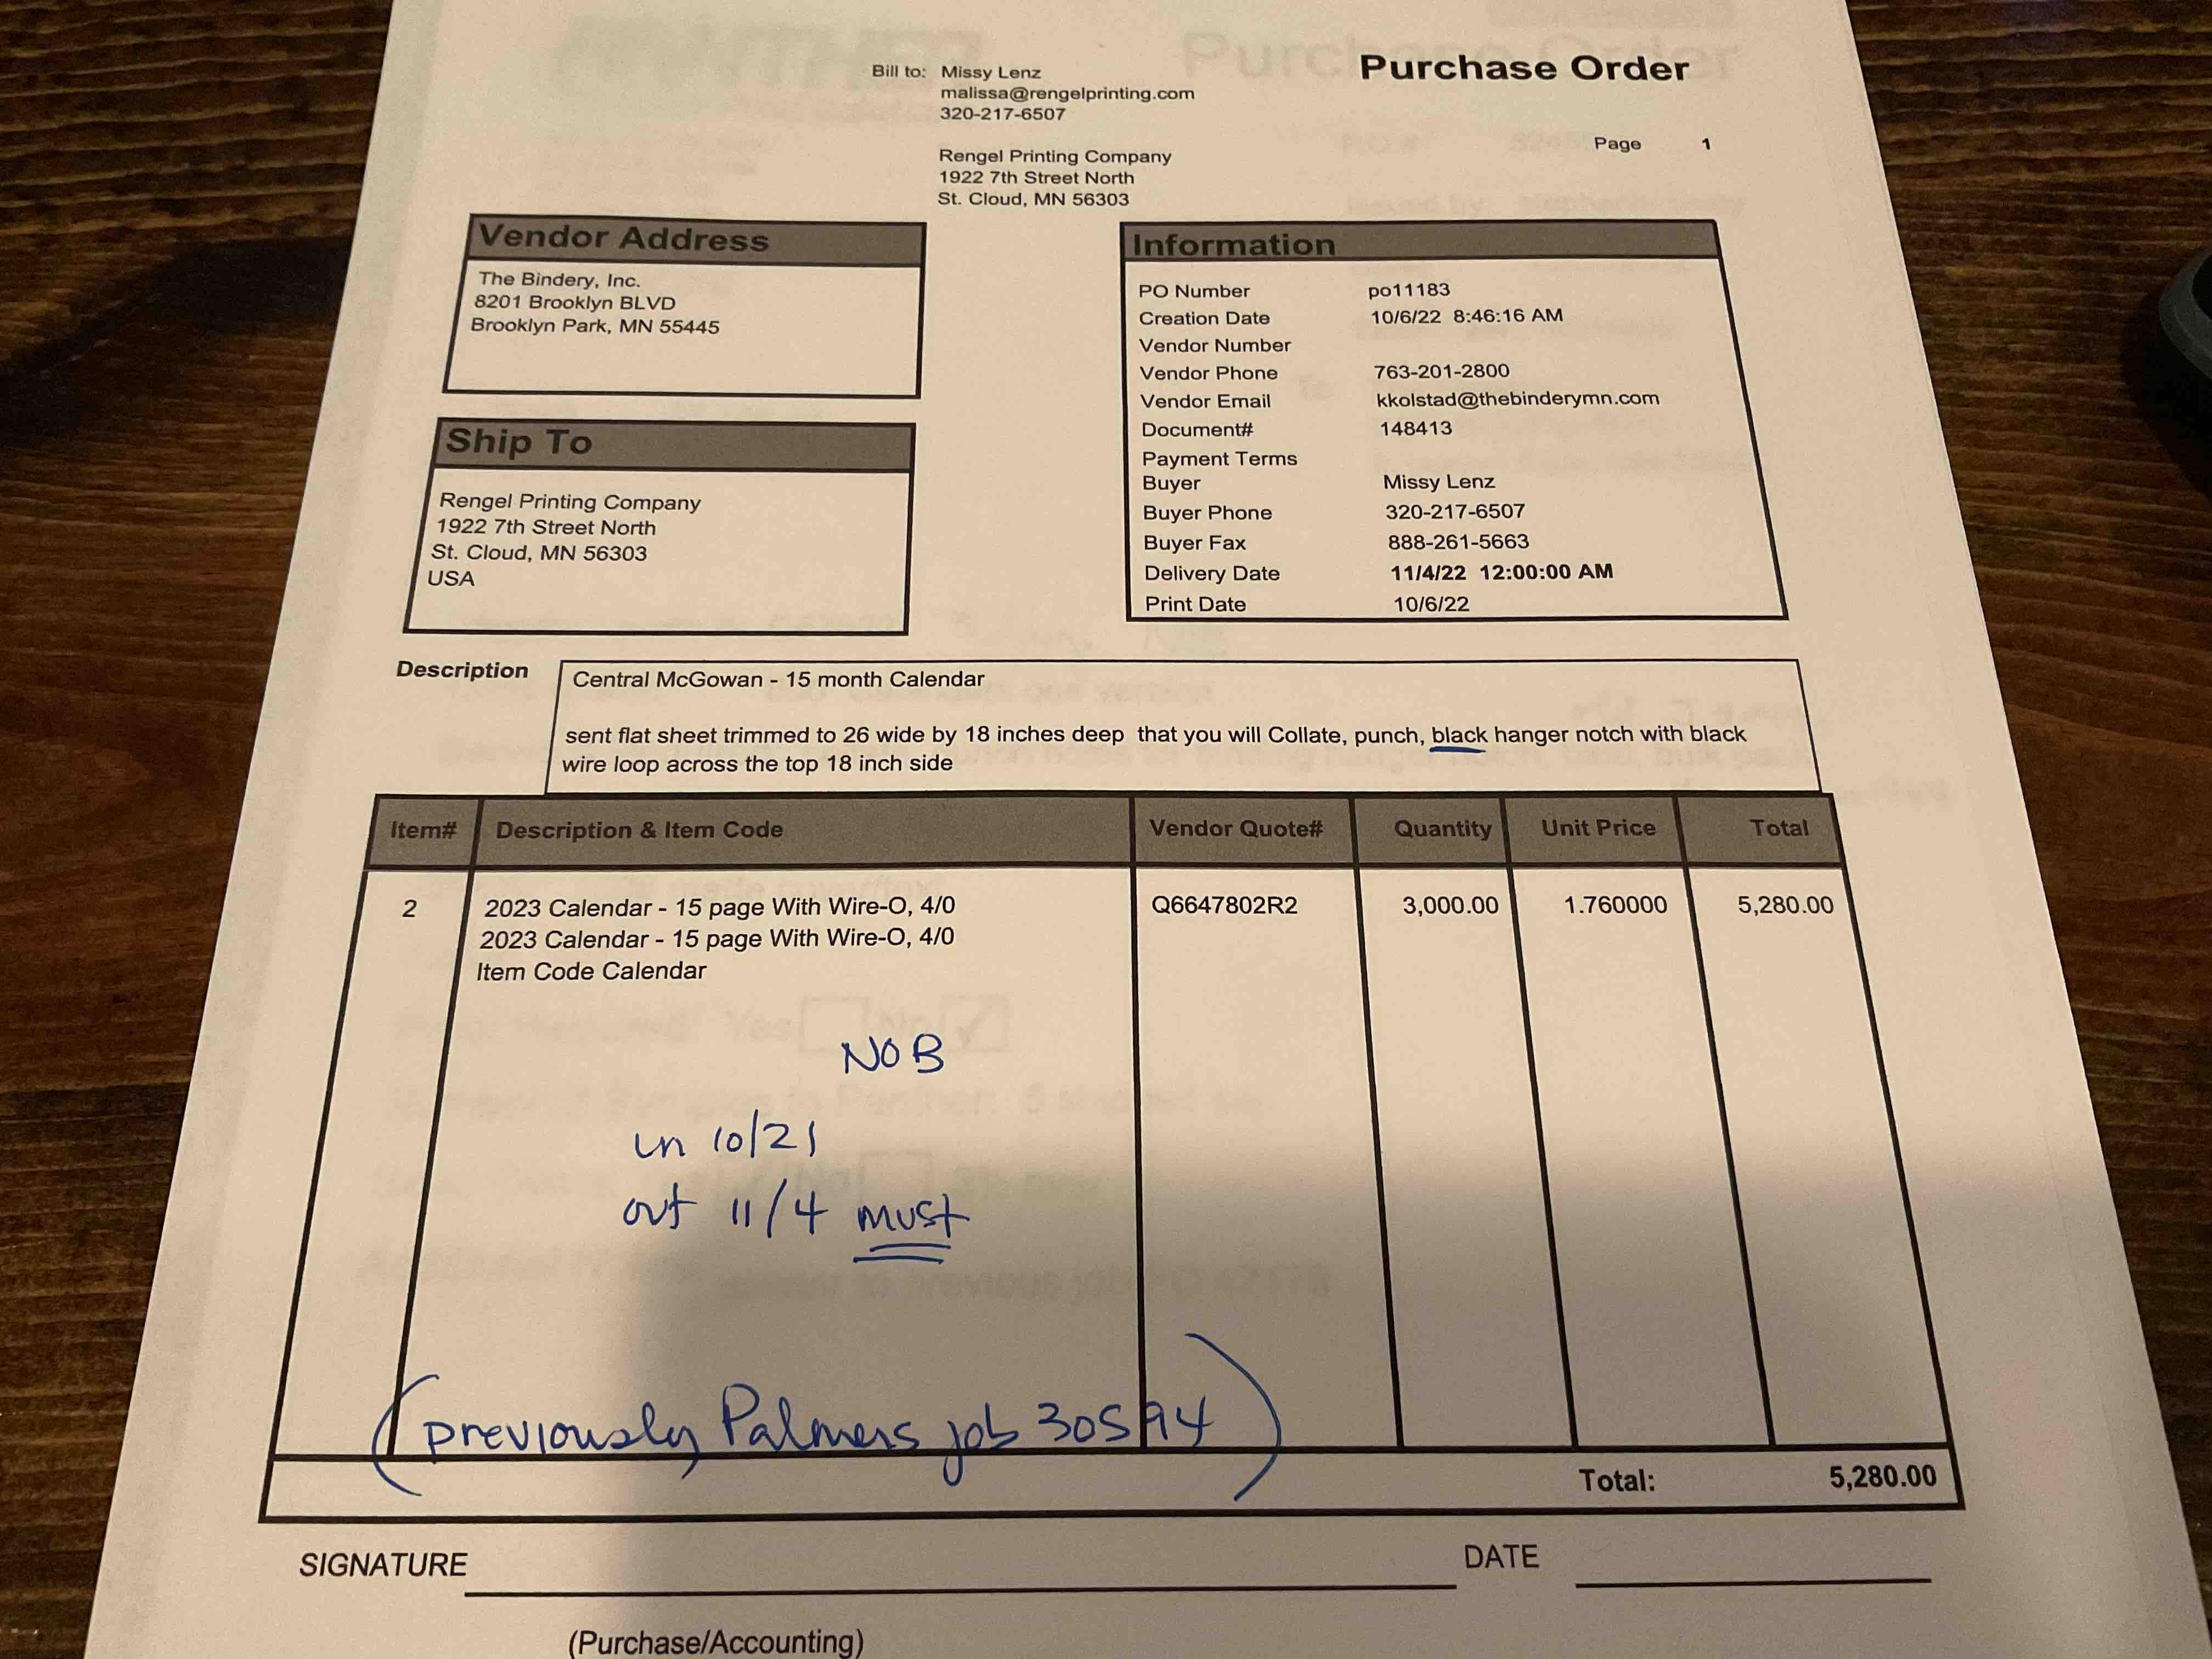 Purchase Order
Bill to: Missy Lenz
malissa@rengelprinting.com
320-217-6507
Page 1
Rengel Printing Company
1922 7th Street North
St. Cloud, MN 56303
Vendor Address
The Bindery, Inc.
8201 Brooklyn BLVD
Brooklyn Park, MN 55445
Ship To
Rengel Printing Company
1922 7th Street North
St. Cloud, MN 56303
USA
Information
PO Number po11183
Creation Date 10/6/22 8:46:16 AM
Vendor Number
Vendor Phone 763-201-2800
Vendor Email kkolstad@thebinderymn.com
Document# 148413
Payment Terms
Buyer Missy Lenz
Buyer Phone 320-217-6507
Buyer Fax 888-261-5663
Delivery Date 11/4/22 12:00:00 AM
Print Date 10/6/22
Description
Central McGowan - 15 month Calendar
sent flat sheet trimmed to 26 wide by 18 inches deep that you will Collate, punch, black hanger notch with black
wire loop across the top 18 inch side
Item# Description & Item Code Vendor Quote# Quantity Unit Price Total
2 2023 Calendar - 15 page With Wire-O, 4/0 Q6647802R2 3,000.00 1.760000 5,280.00
2023 Calendar - 15 page With Wire-O, 4/0
Item Code Calendar
NOB
in 10/21
out 11/4 must
(previously Palmers job 30594)
Total: 5,280.00
SIGNATURE DATE
(Purchase/Accounting)